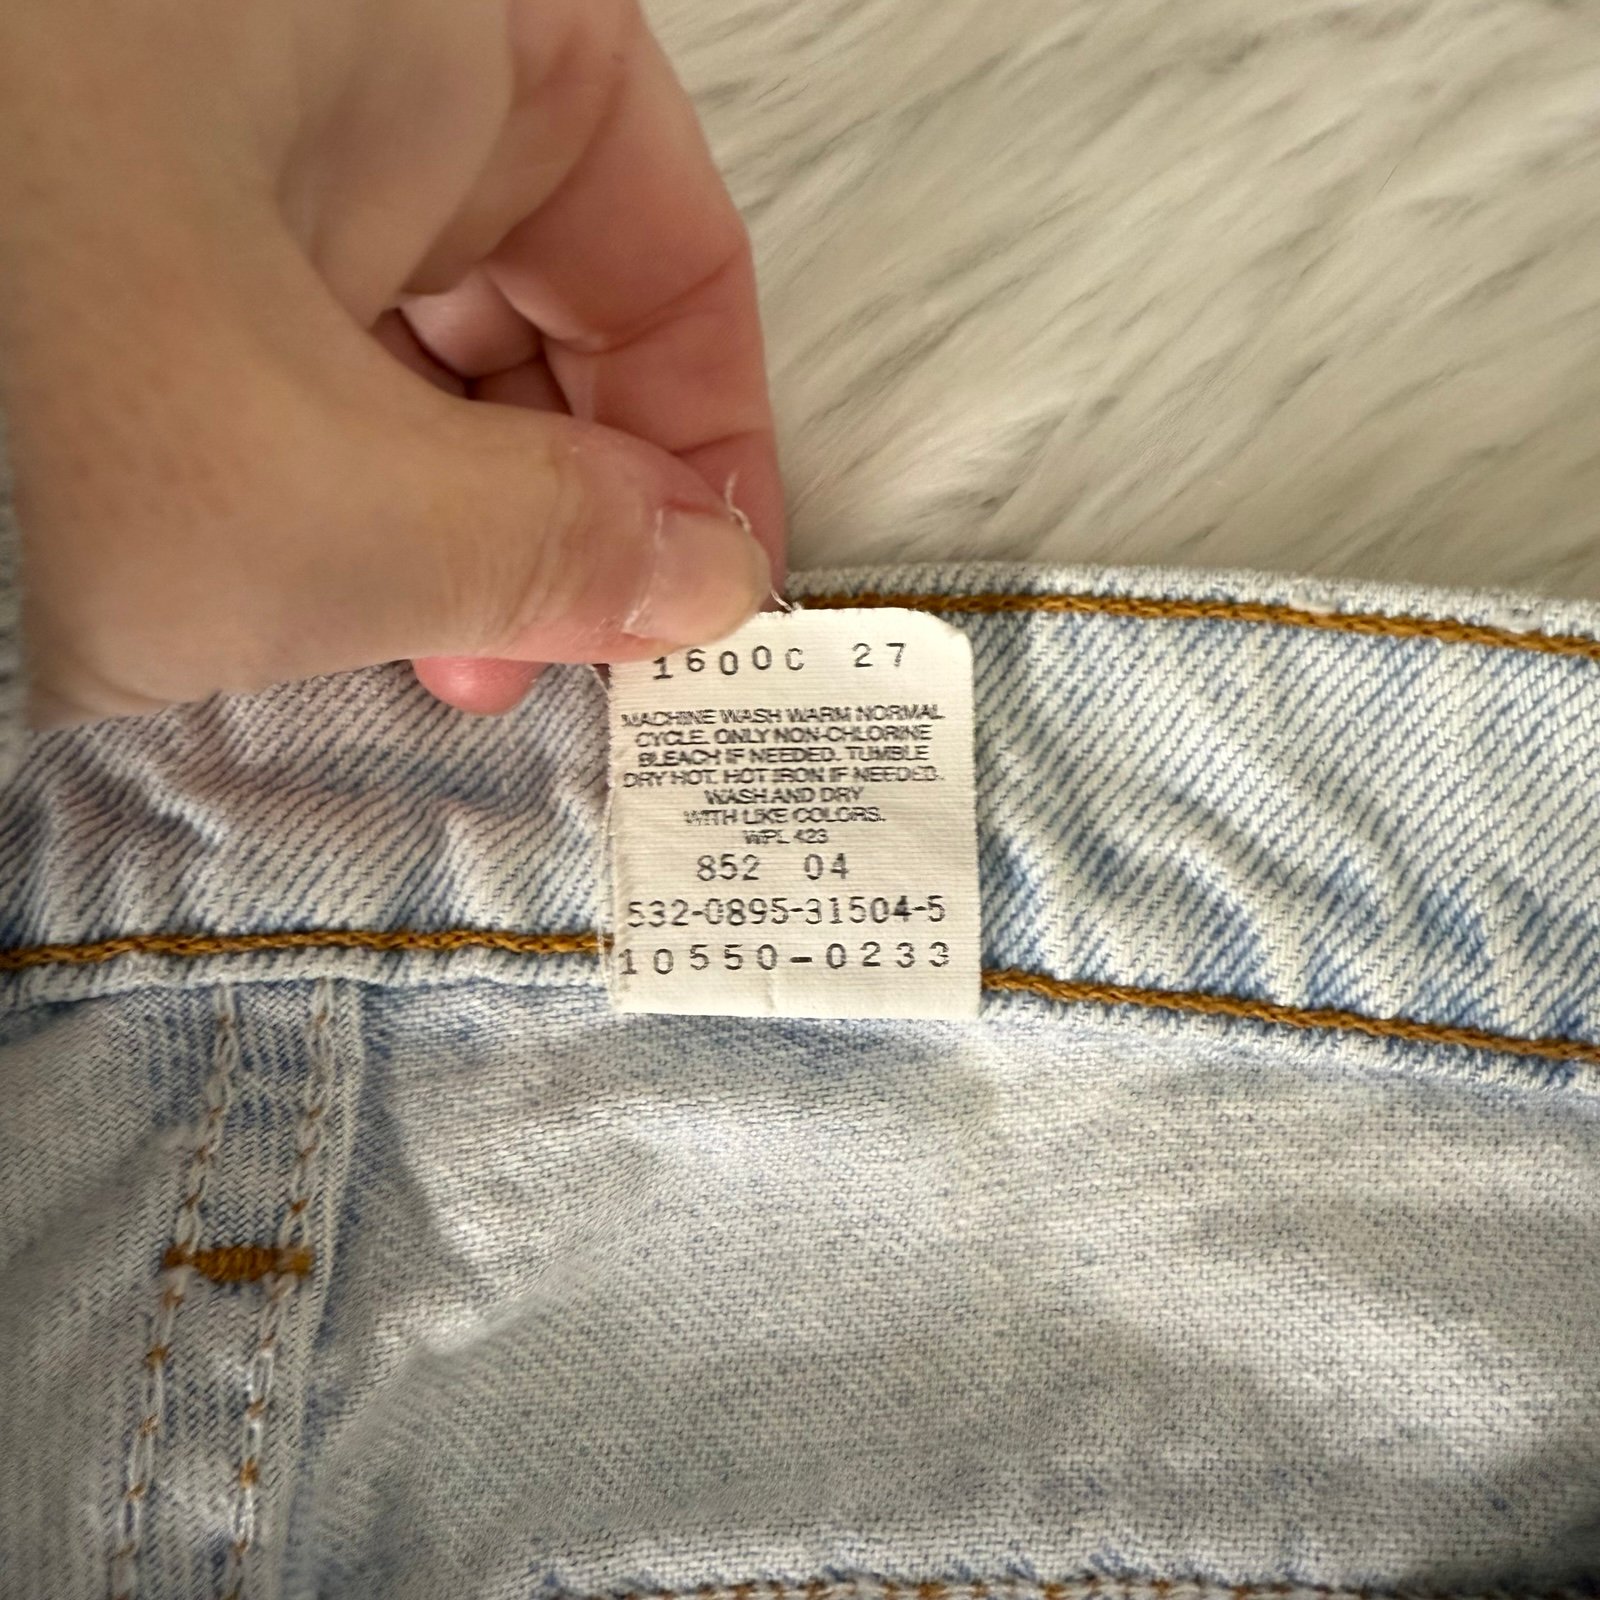 1600C 27
MACHINE WASH WARM NORMAL
CYCLE. ONLY NON-CHLORINE
BLEACH IF NEEDED. TUMBLE
DRY HOT. HOT IRON IF NEEDED.
WASH AND DRY
WITH LIKE COLORS.
WPL 423
852 04
532-0895-31504-5
10550-0233